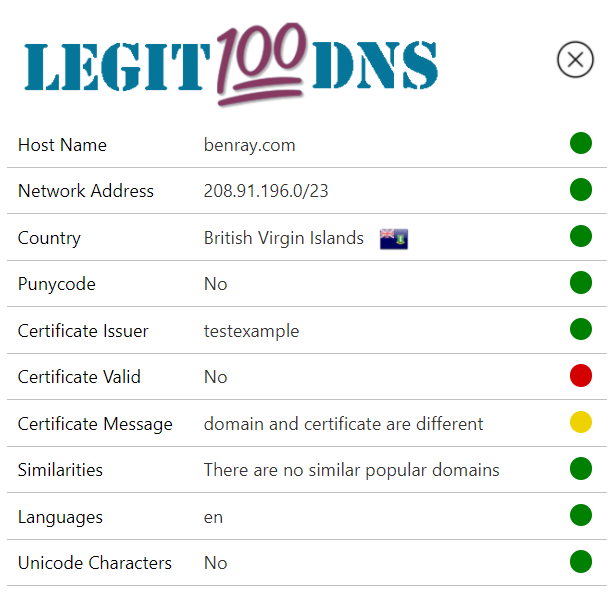 LEGIT100DNS
Host Name benray.com
Network Address 208.91.196.0/23
Country British Virgin Islands
Punycode No
Certificate Issuer testexample
Certificate Valid No
Certificate Message domain and certificate are different
Similarities There are no similar popular domains
Languages en
Unicode Characters No